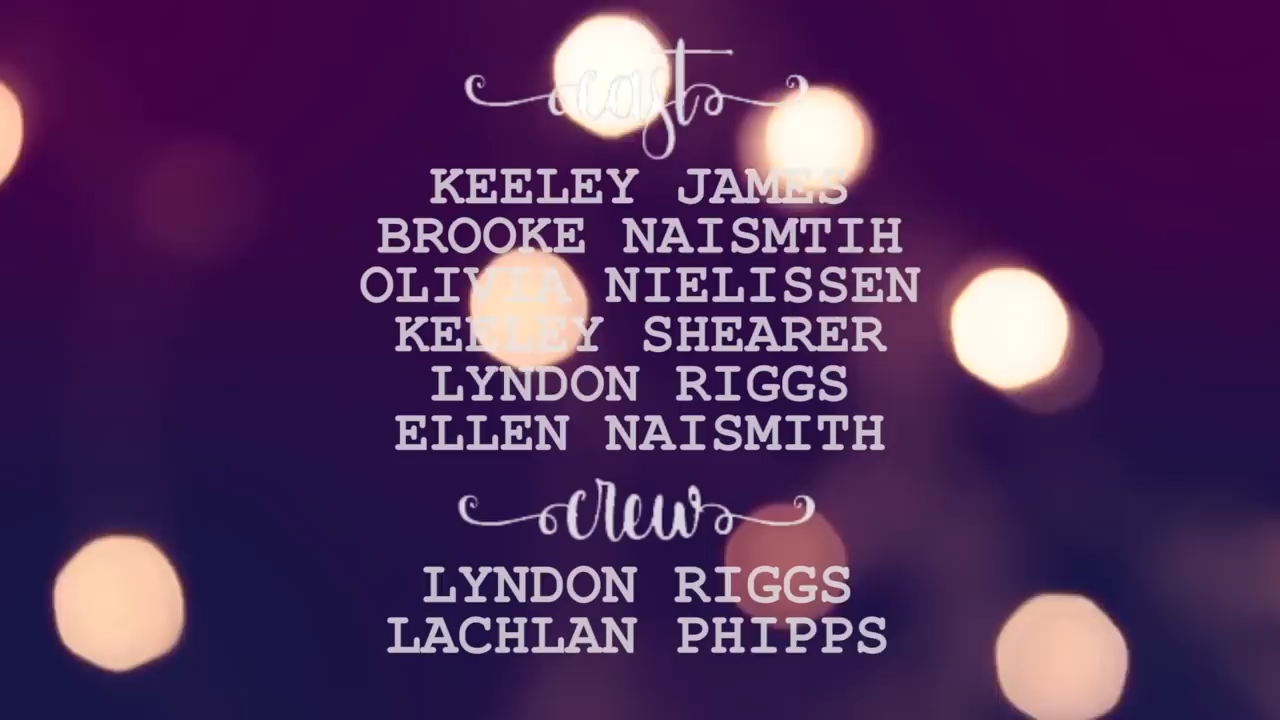 cast
KEELEY JAMES
BROOKE NAISMTIH
OLIVIA NIELISSEN
KEELEY SHEARER
LYNDON RIGGS
ELLEN NAISMITH
crew
LYNDON RIGGS
LACHLAN PHIPPS